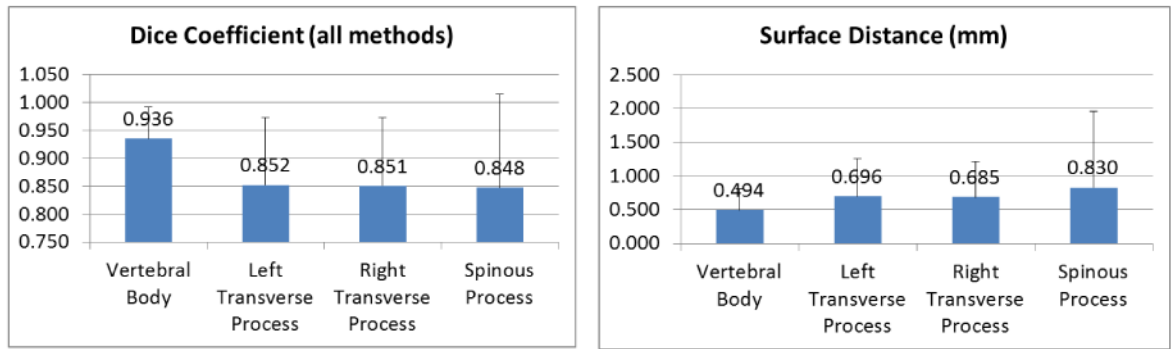 Dice Coefficient (all methods)
1.050
1.000
0.950
0.900
0.850
0.800
0.750
0.936
0.852
0.851
0.848
Vertebral
Body
Left
Transverse
Process
Right
Transverse
Process
Spinous
Process
Surface Distance (mm)
2.500
2.000
1.500
1.000
0.500
0.000
0.494
0.696
0.685
0.830
Vertebral
Body
Left
Transverse
Process
Right
Transverse
Process
Spinous
Process